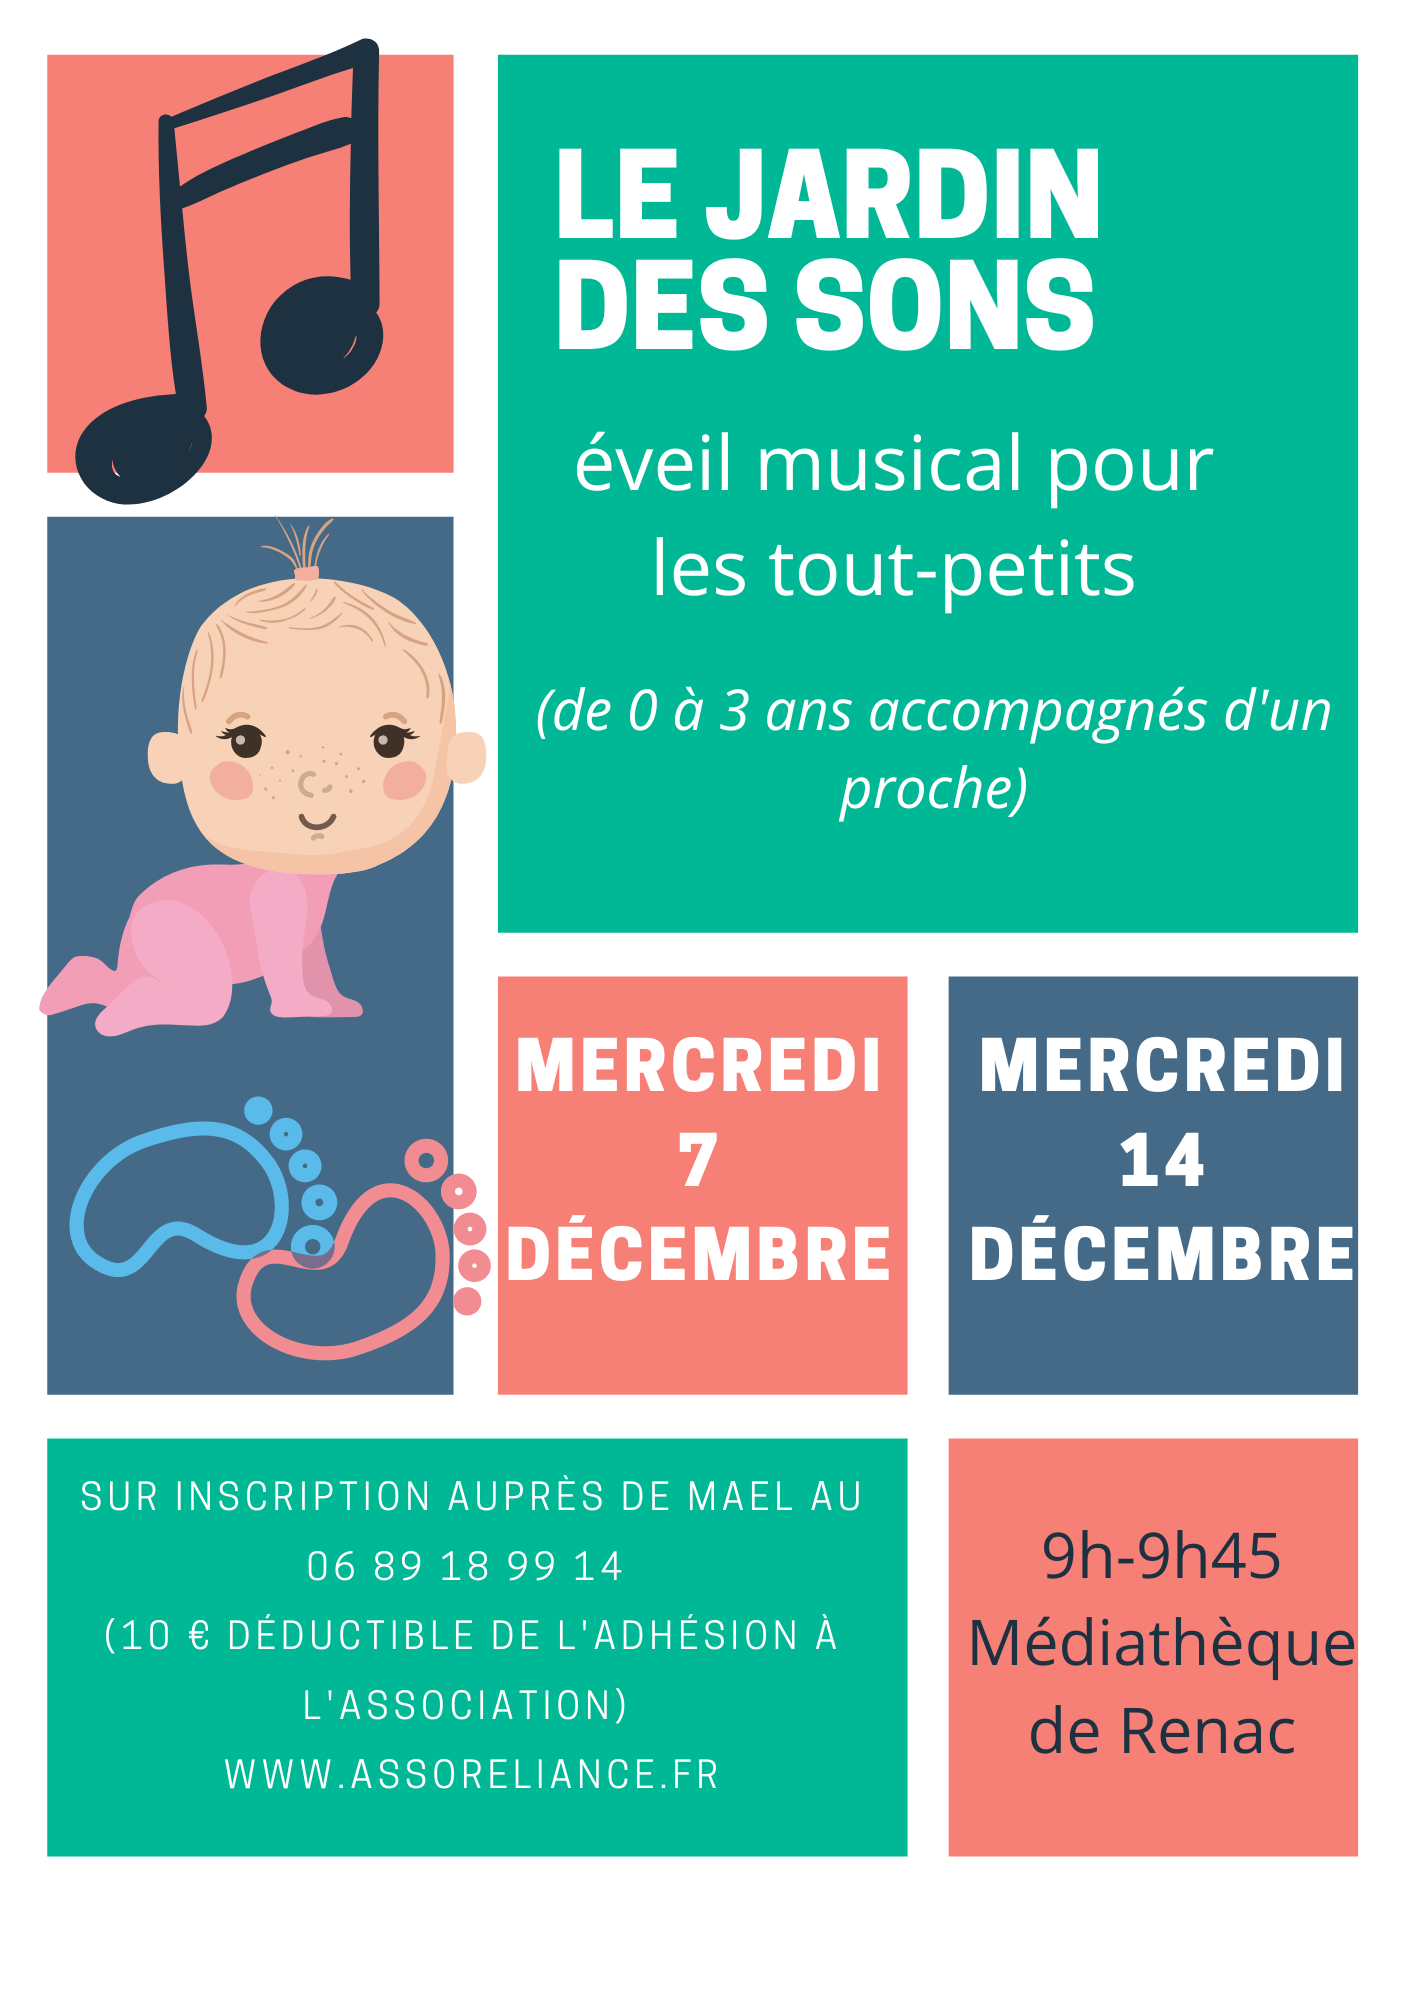 LE JARDIN
DES SONS
éveil musical pour
les tout-petits
(de 0 à 3 ans accompagnés d'un
proche)
MERCREDI
7
DÉCEMBRE
MERCREDI
14
DÉCEMBRE
SUR INSCRIPTION AUPRÈS DE MAEL AU
06 89 18 99 14
(10 € DÉDUCTIBLE DE L'ADHÉSION À
L'ASSOCIATION)
WWW.ASSORELIANCE.FR
9h-9h45
Médiathèque
de Renac